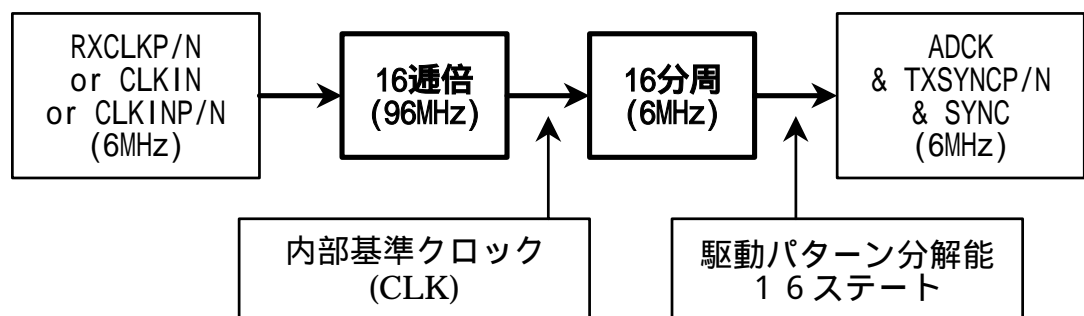 RXCLKP/N
or CLKIN
or CLKINP/N
(6MHz)
16逓倍
(96MHz)
16分周
(6MHz)
ADCK
& TXSYNCP/N
& SYNC
(6MHz)
内部基準クロック
(CLK)
駆動パターン分解能
１６ステート